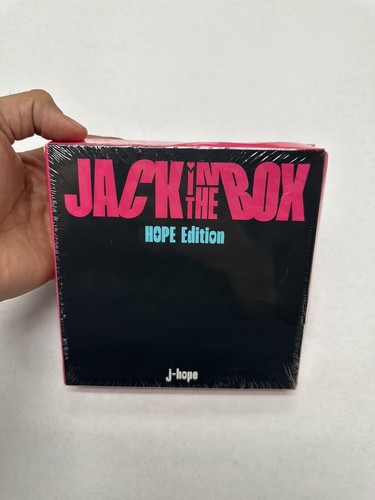 JACK IN THE BOX
HOPE Edition
j-hope